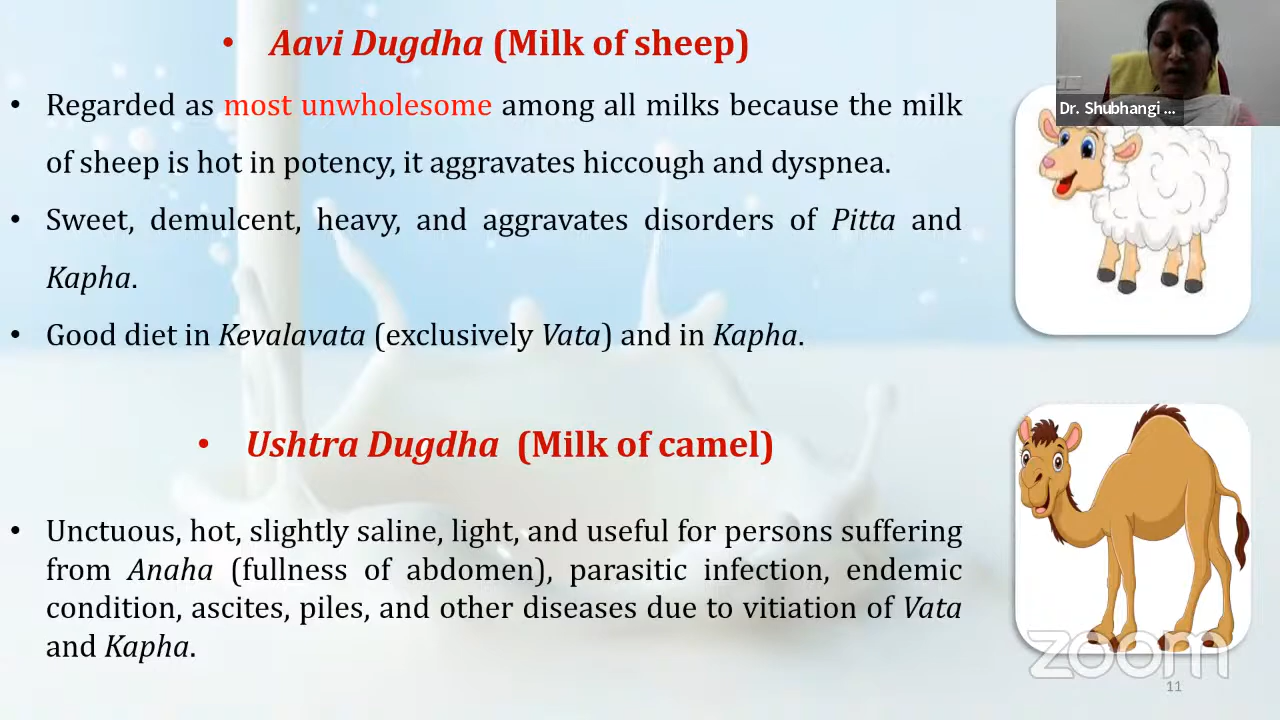 • Aavi Dugdha (Milk of sheep)
• Regarded as most unwholesome among all milks because the milk
of sheep is hot in potency, it aggravates hiccough and dyspnea.
• Sweet, demulcent, heavy, and aggravates disorders of Pitta and
Kapha.
• Good diet in Kevalavata (exclusively Vata) and in Kapha.
• Ushtra Dugdha (Milk of camel)
• Unctuous, hot, slightly saline, light, and useful for persons suffering
from Anaha (fullness of abdomen), parasitic infection, endemic
condition, ascites, piles, and other diseases due to vitiation of Vata
and Kapha.
Dr. Shubhangi ...
zoom
11